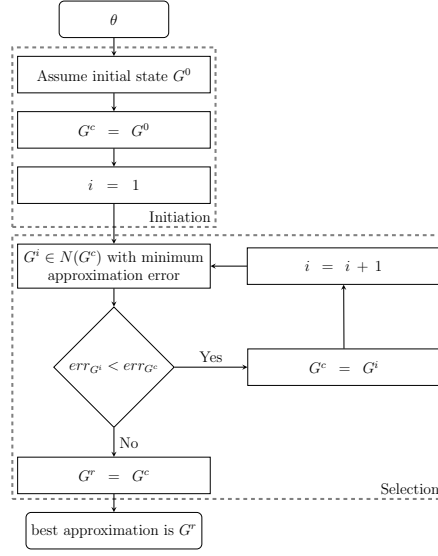 θ
Assume initial state G⁰
Gᶜ = G⁰
i = 1
Initiation
Gⁱ ∈ N(Gᶜ) with minimum
approximation error
i = i + 1
err_{Gⁱ} < err_{Gᶜ}
Yes
Gᶜ = Gⁱ
No
Gʳ = Gᶜ
Selection
best approximation is Gʳ